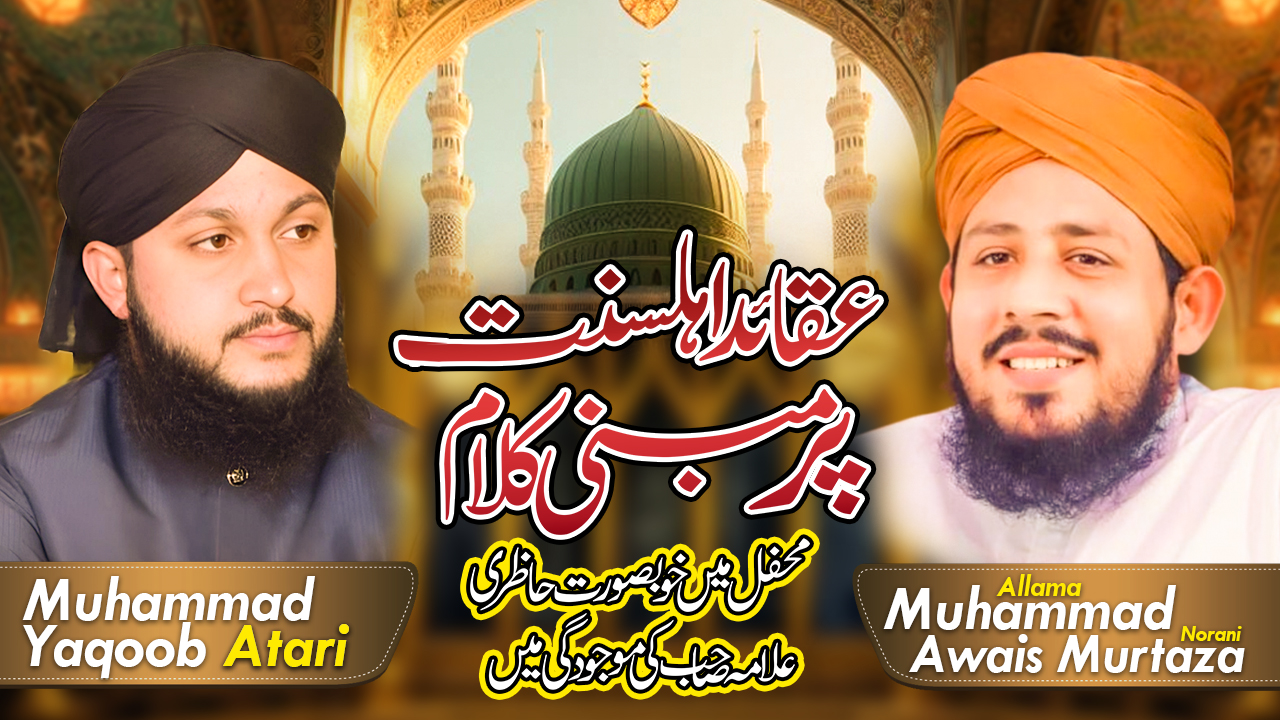 عقائد اہلسنت
پر مبنی کلام
محفل میں خوبصورت حاظری
علامہ صاحب کی موجودگی میں
Muhammad
Yaqoob Atari
Allama
Muhammad
Norani
Awais Murtaza